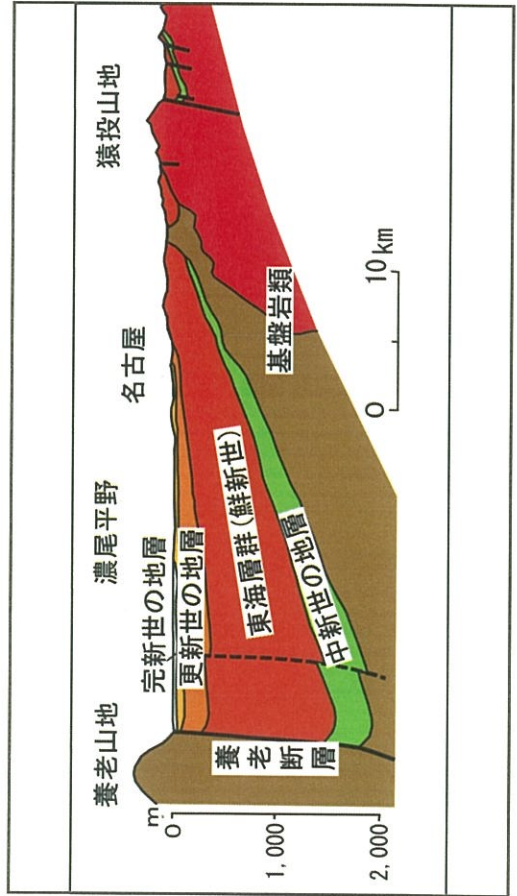 養老山地
濃尾平野
名古屋
猿投山地
完新世の地層
更新世の地層
東海層群(鮮新世)
中新世の地層
基盤岩類
養老断層
m
0
1,000
2,000
0
10km